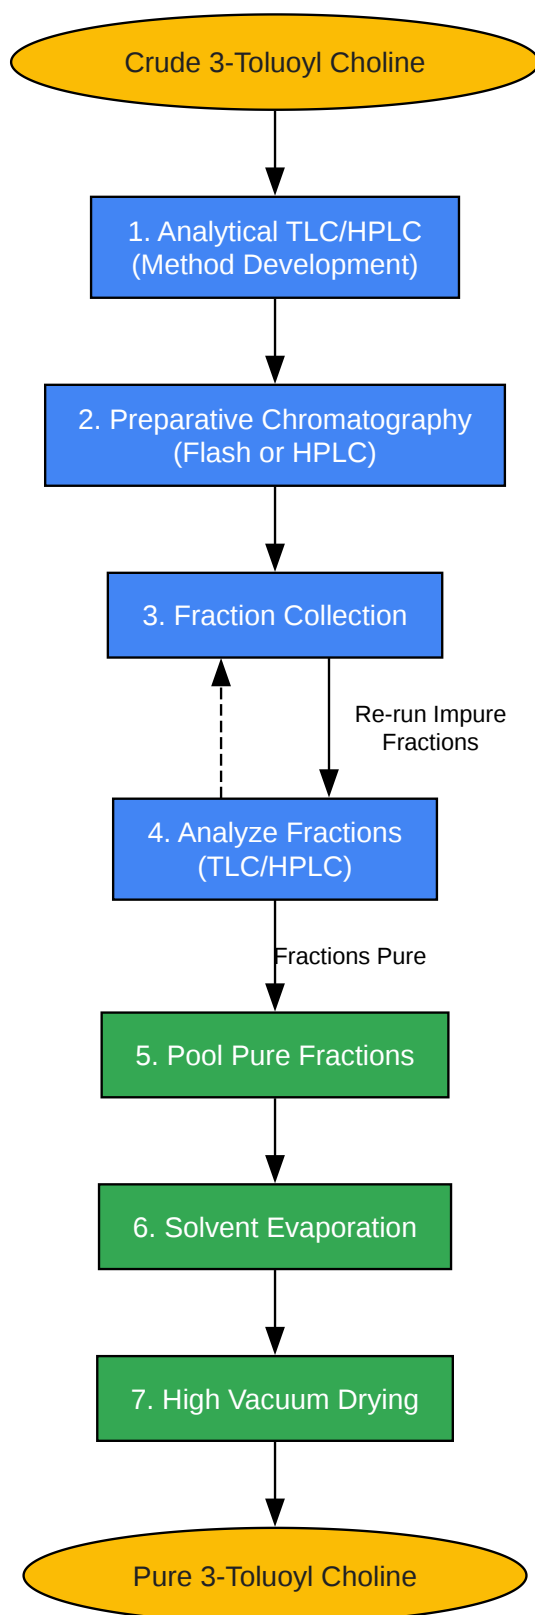 Crude 3-Toluoyl Choline
1. Analytical TLC/HPLC
(Method Development)
2. Preparative Chromatography
(Flash or HPLC)
3. Fraction Collection
Re-run Impure
Fractions
4. Analyze Fractions
(TLC/HPLC)
Fractions Pure
5. Pool Pure Fractions
6. Solvent Evaporation
7. High Vacuum Drying
Pure 3-Toluoyl Choline